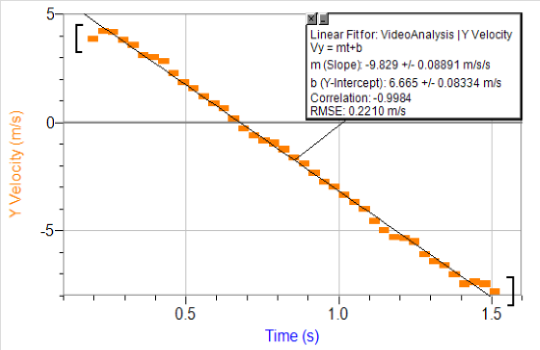 Linear Fit for: VideoAnalysis | Y Velocity
Vy = mt+b
m (Slope): -9.829 +/- 0.08891 m/s/s
b (Y-Intercept): 6.665 +/- 0.08334 m/s
Correlation: -0.9984
RMSE: 0.2210 m/s
Y Velocity (m/s)
5
0
-5
0.5
1.0
1.5
Time (s)